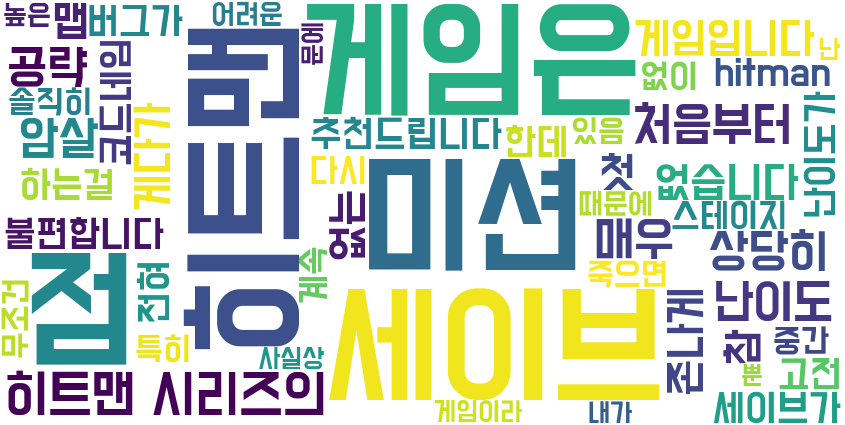 높은
맵
버그가
어려운
문에
게임은
게임입니다
난
공략
솔직히
암살
코드네임
게다가
히트맨
추천드립니다
한데
있음
없이
hitman
처음부터
난이도가
하는걸
다시
없는
미션
첫
때문에
없습니다
스테이지
불편합니다
매우
상당히
점
전혀
계속
죽으면
무조건
특히
사실상
세이브
존나게
난이도
참
중간
뿐
고전
히트맨
시리즈의
게임이라
내가
세이브가